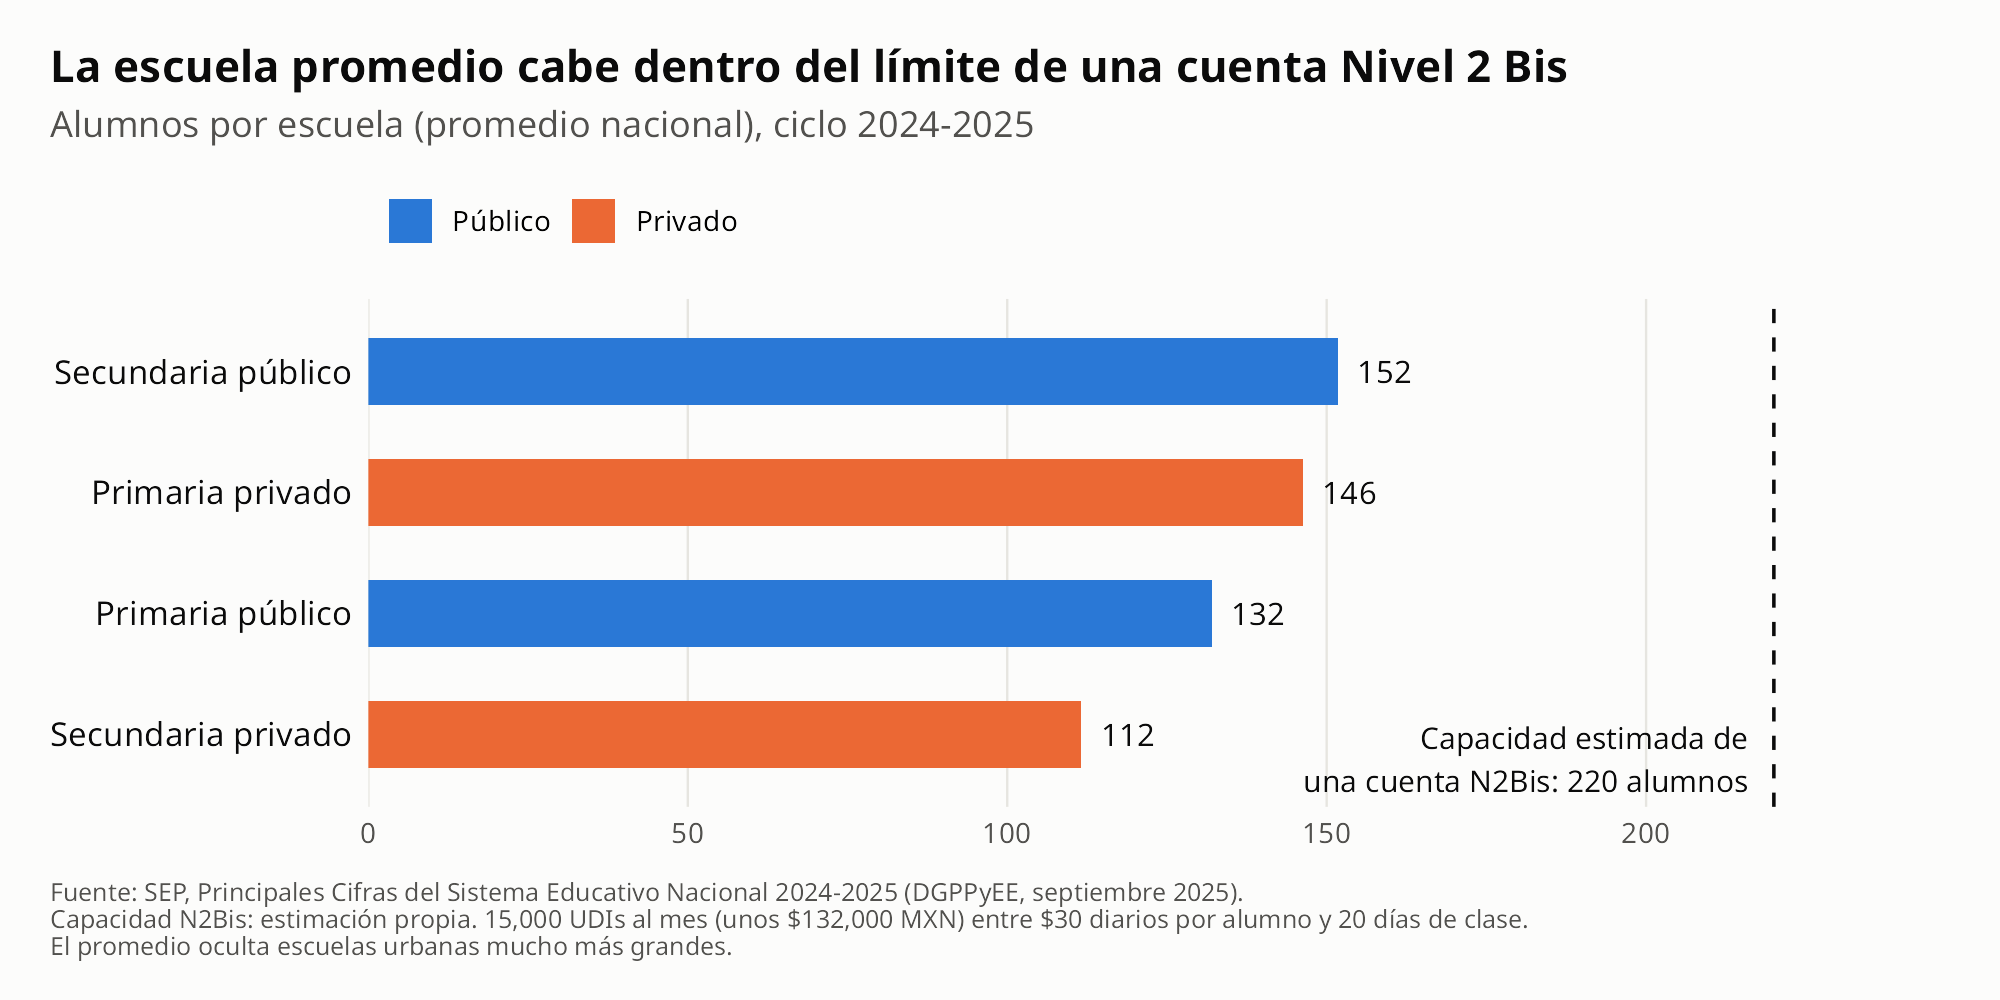 La escuela promedio cabe dentro del límite de una cuenta Nivel 2 Bis
Alumnos por escuela (promedio nacional), ciclo 2024-2025
Público
Privado
Secundaria público
152
Primaria privado
146
Primaria público
132
Secundaria privado
112
Capacidad estimada de
una cuenta N2Bis: 220 alumnos
0
50
100
150
200
Fuente: SEP, Principales Cifras del Sistema Educativo Nacional 2024-2025 (DGPPyEE, septiembre 2025).
Capacidad N2Bis: estimación propia. 15,000 UDIs al mes (unos $132,000 MXN) entre $30 diarios por alumno y 20 días de clase.
El promedio oculta escuelas urbanas mucho más grandes.